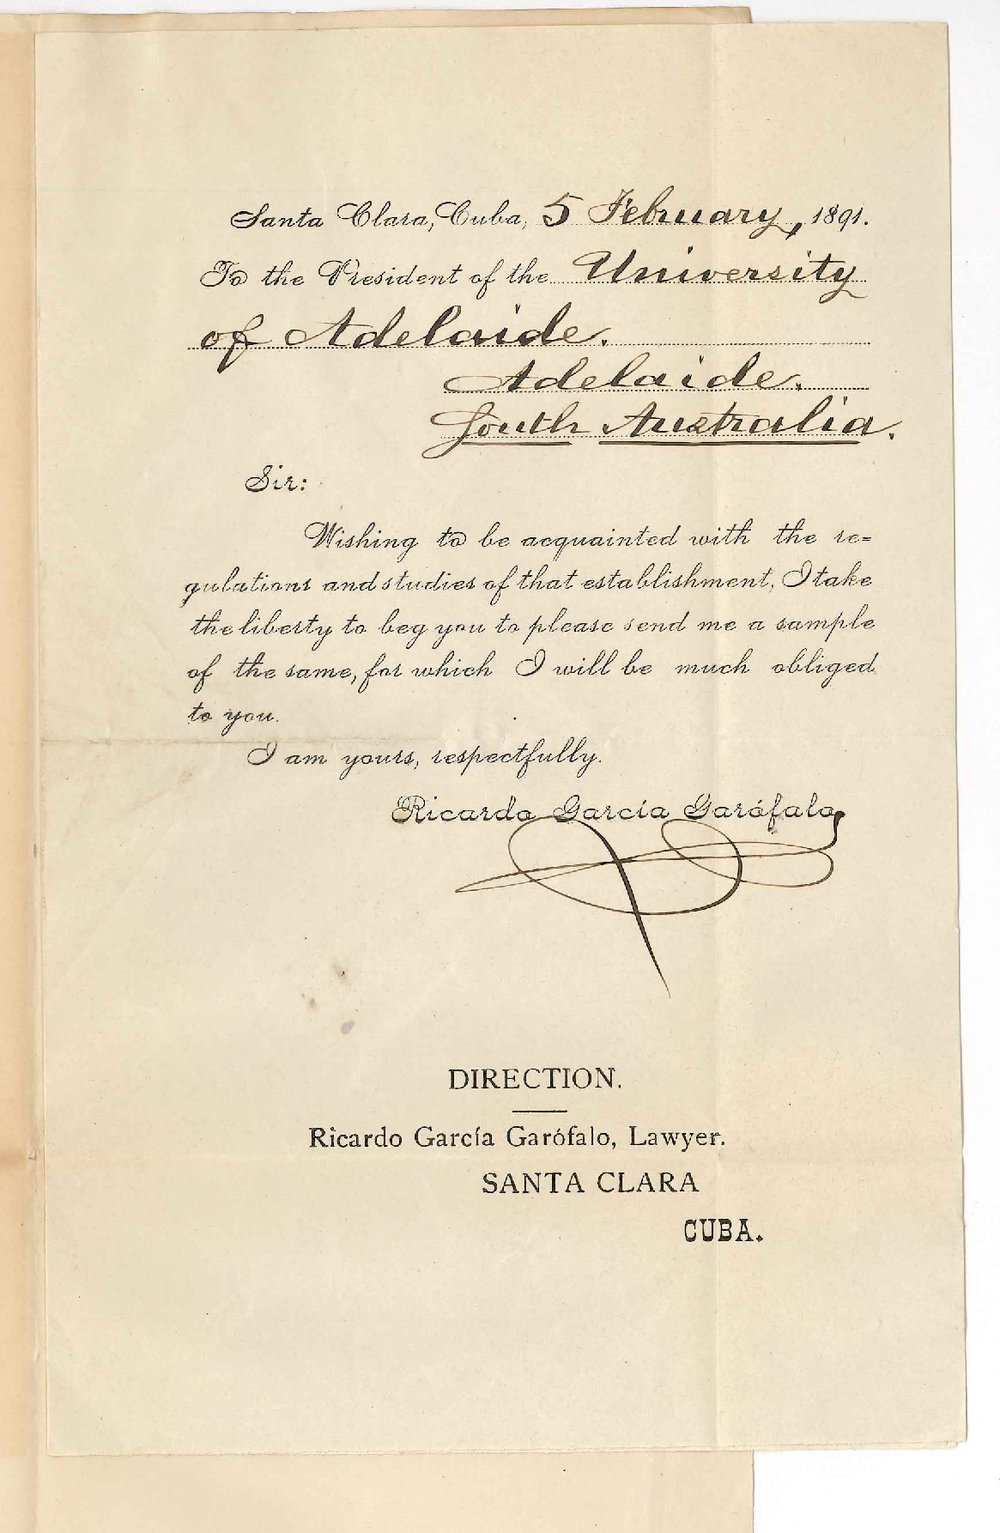 Santa Clara, Cuba, 5 February, 1891.
To the President of the University
of Adelaide.
Adelaide.
South Australia.
Sir:
Wishing to be acquainted with the re=
gulations and studies of that establishment, I take
the liberty to beg you to please send me a sample
of the same, for which I will be much obliged
to you.
I am yours, respectfully.
Ricardo García Garófalo
DIRECTION.
Ricardo García Garófalo, Lawyer.
SANTA CLARA
CUBA.